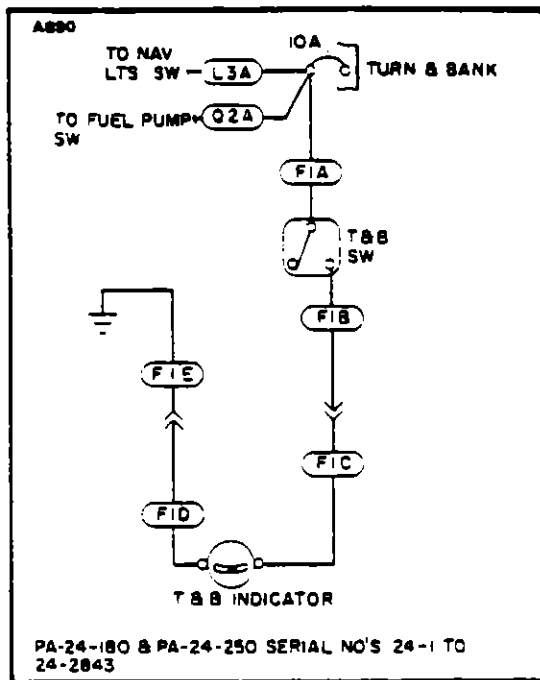 A890
10A
TO NAV
LTS SW
L3A
TURN & BANK
TO FUEL PUMP
SW
Q2A
F1A
T&B
SW
F1B
F1E
F1C
F1D
T & B INDICATOR
PA-24-180 & PA-24-250 SERIAL NO'S 24-1 TO
24-2843